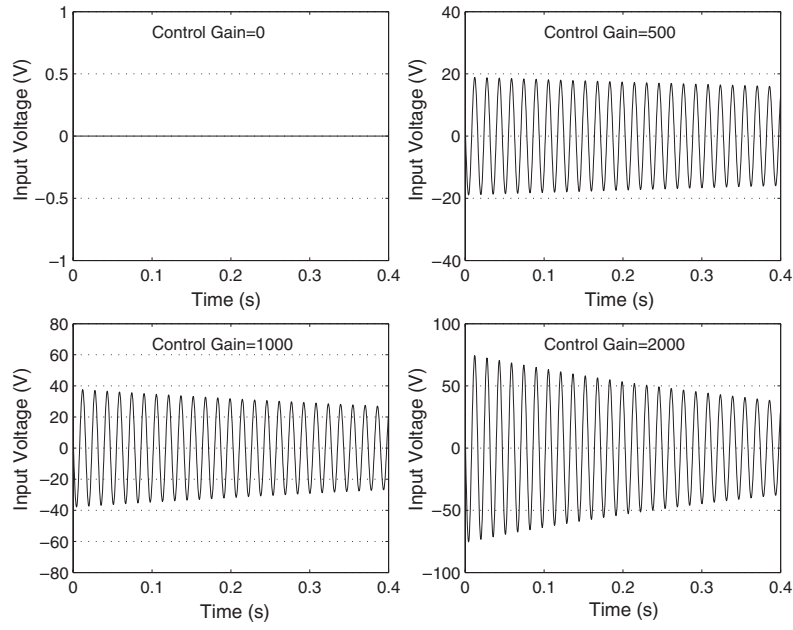 Control Gain=0
Input Voltage (V)
1
0.5
0
−0.5
−1
0 0.1 0.2 0.3 0.4
Time (s)
Control Gain=500
Input Voltage (V)
40
20
0
−20
−40
0 0.1 0.2 0.3 0.4
Time (s)
Control Gain=1000
Input Voltage (V)
80
60
40
20
0
−20
−40
−60
−80
0 0.1 0.2 0.3 0.4
Time (s)
Control Gain=2000
Input Voltage (V)
100
50
0
−50
−100
0 0.1 0.2 0.3 0.4
Time (s)